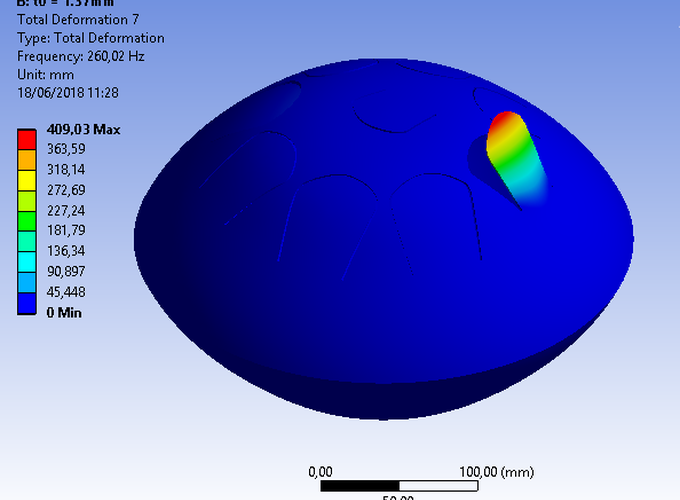 B: t0 = 1.37mm
Total Deformation 7
Type: Total Deformation
Frequency: 260,02 Hz
Unit: mm
18/06/2018 11:28
409,03 Max
363,59
318,14
272,69
227,24
181,79
136,34
90,897
45,448
0 Min
0,00 100,00 (mm)
50,00